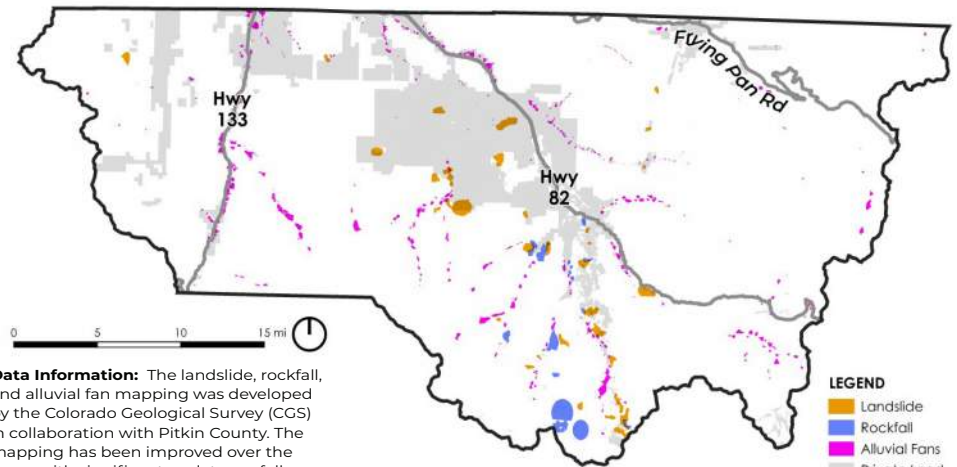 Flying Pan Rd
Hwy
133
Hwy
82
0 5 10 15 mi
Data Information: The landslide, rockfall,
and alluvial fan mapping was developed
by the Colorado Geological Survey (CGS)
in collaboration with Pitkin County. The
mapping has been improved over the
LEGEND
Landslide
Rockfall
Alluvial Fans
Private Land